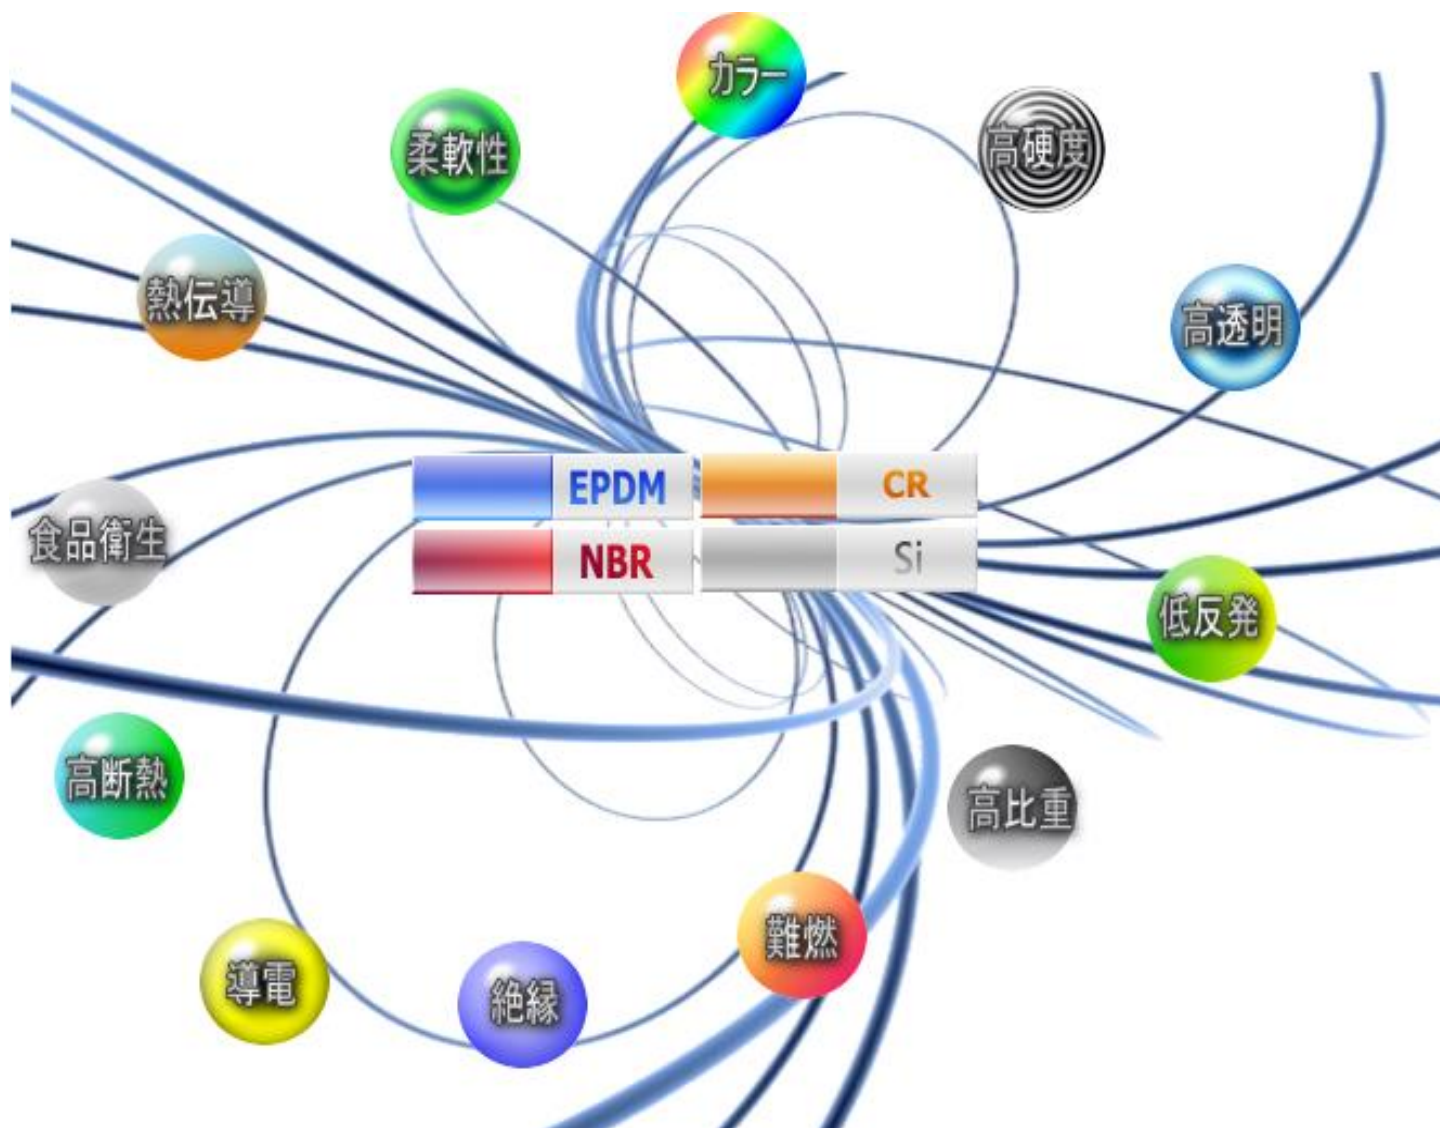 カラー
柔軟性
高硬度
熱伝導
高透明
EPDM
CR
食品衛生
NBR
Si
低反発
高断熱
高比重
難燃
導電
絶縁